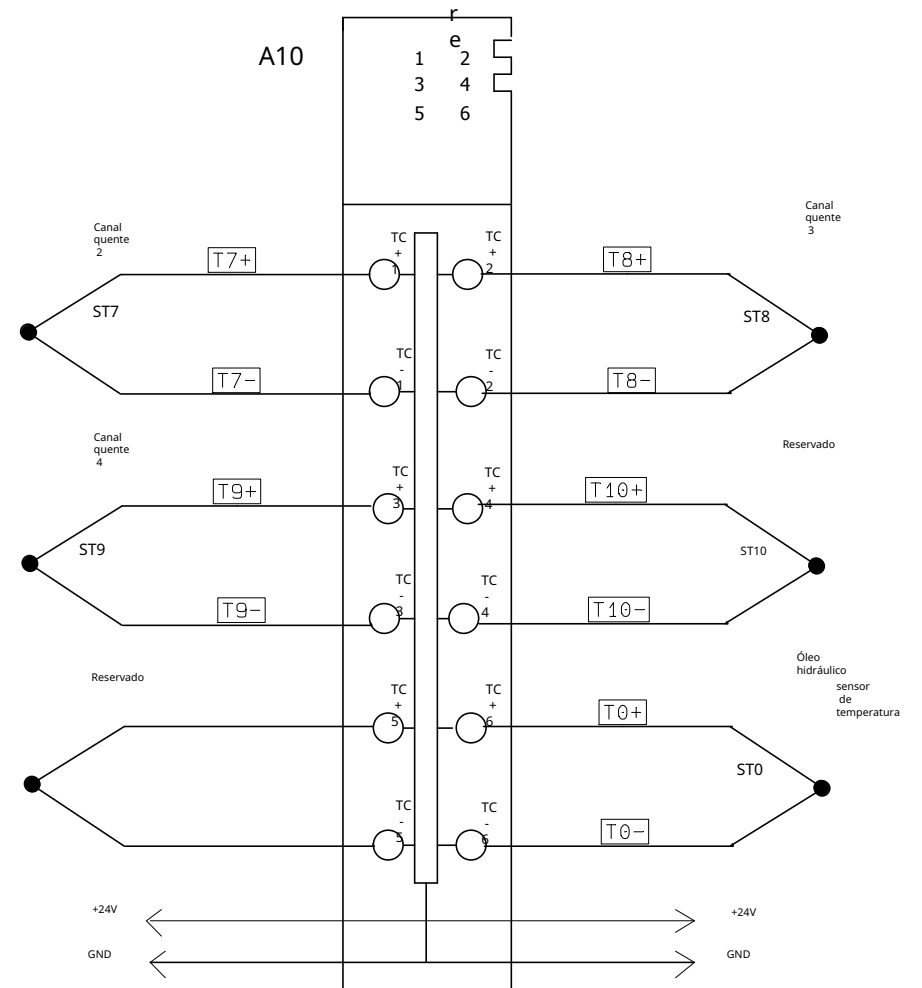 r
e
A10
1 2
3 4
5 6
Canal
quente
2
Canal
quente
3
T7+
TC
+
1
TC
+
2
T8+
ST7
ST8
T7-
TC
-
1
TC
-
2
T8-
Canal
quente
4
Reservado
T9+
TC
+
3
TC
+
4
T10+
ST9
ST10
T9-
TC
-
3
TC
-
4
T10-
Reservado
Óleo
hidráulico
sensor
de
temperatura
TC
+
5
TC
+
6
T0+
ST0
TC
-
5
TC
-
6
T0-
+24V
+24V
GND
GND